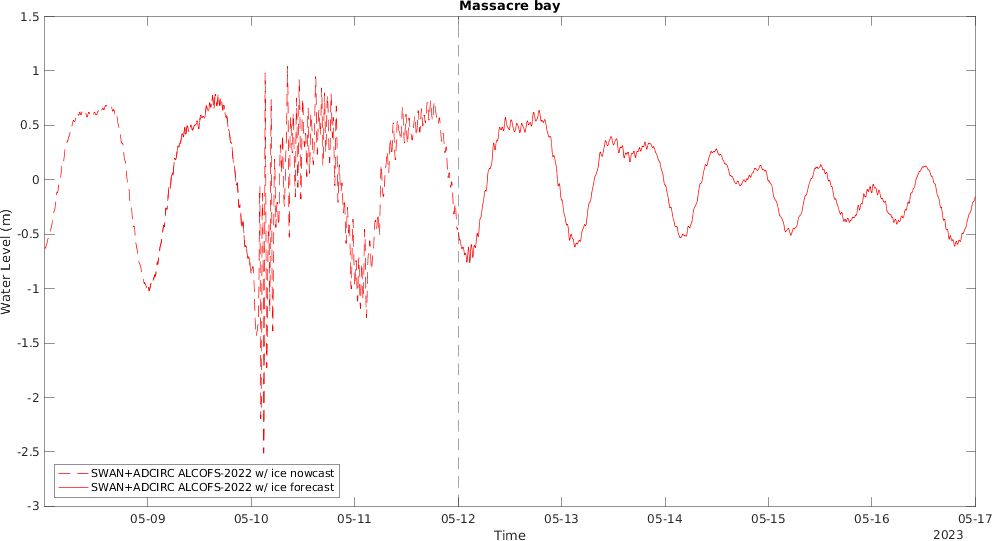 Massacre bay
1.5
1
0.5
0
-0.5
-1
-1.5
-2
-2.5
-3
Water Level (m)
SWAN+ADCIRC ALCOFS-2022 w/ ice nowcast
SWAN+ADCIRC ALCOFS-2022 w/ ice forecast
05-09 05-10 05-11 05-12 05-13 05-14 05-15 05-16 05-17
Time
2023